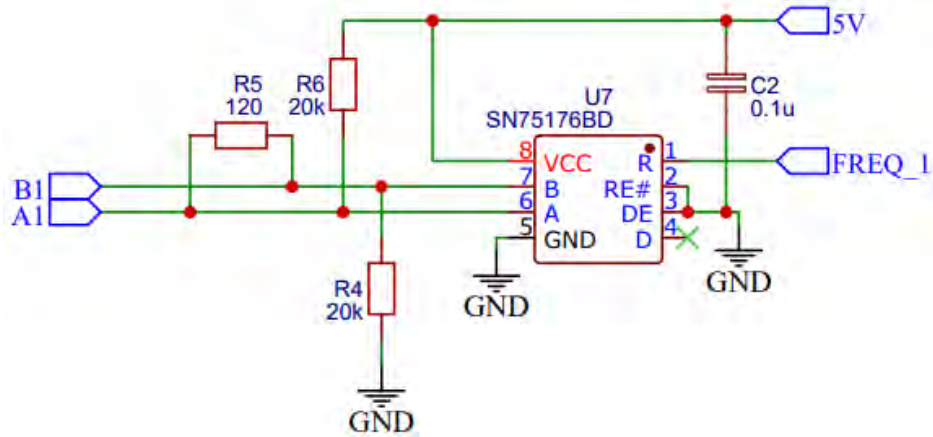 5V
R5
120
R6
20k
C2
0.1u
U7
SN75176BD
8 VCC R 1
FREQ_1
B1
7 B RE# 2
A1
6 A DE 3
5 GND D 4
GND
GND
R4
20k
GND